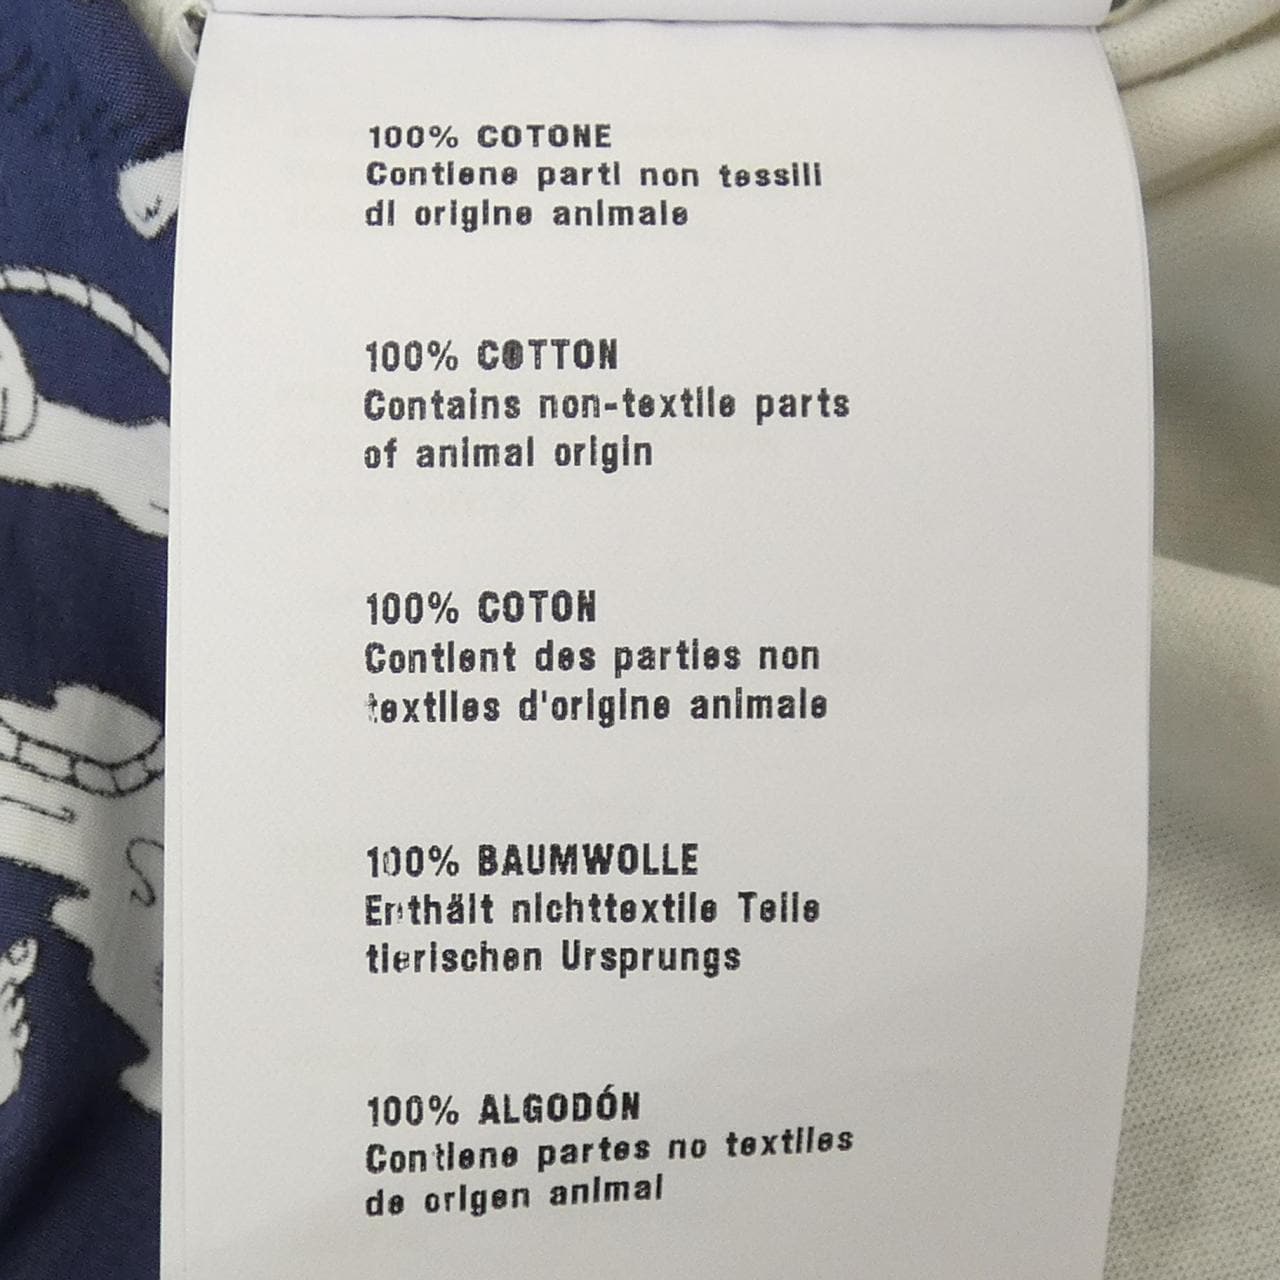 100% COTONE
Contiene parti non tessili
di origine animale
100% COTTON
Contains non-textile parts
of animal origin
100% COTON
Contient des parties non
textiles d'origine animale
100% BAUMWOLLE
Enthält nichttextile Teile
tierischen Ursprungs
100% ALGODÓN
Contiene partes no textiles
de origen animal